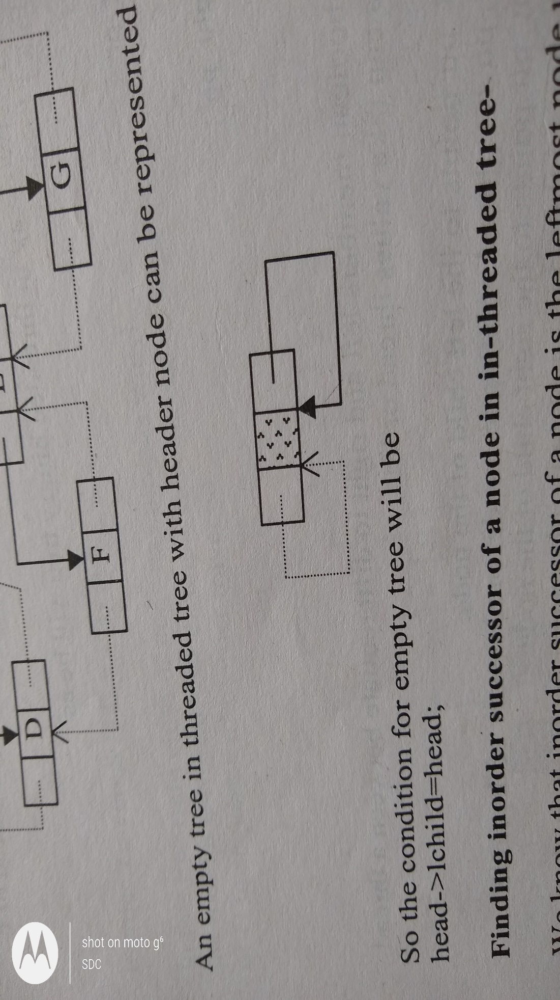 D
F
G
An empty tree in threaded tree with header node can be represented
So the condition for empty tree will be
head->lchild=head;
Finding inorder successor of a node in in-threaded tree-
We know that inorder successor of a node is the leftmost node
shot on moto g⁶
SDC